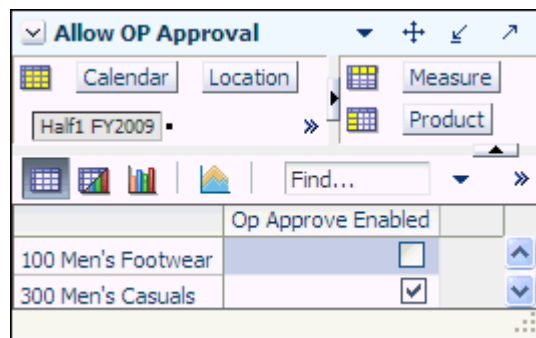 Allow OP Approval
Calendar Location Measure
Half1 FY2009 Product
Find...
Op Approve Enabled
100 Men's Footwear
300 Men's Casuals